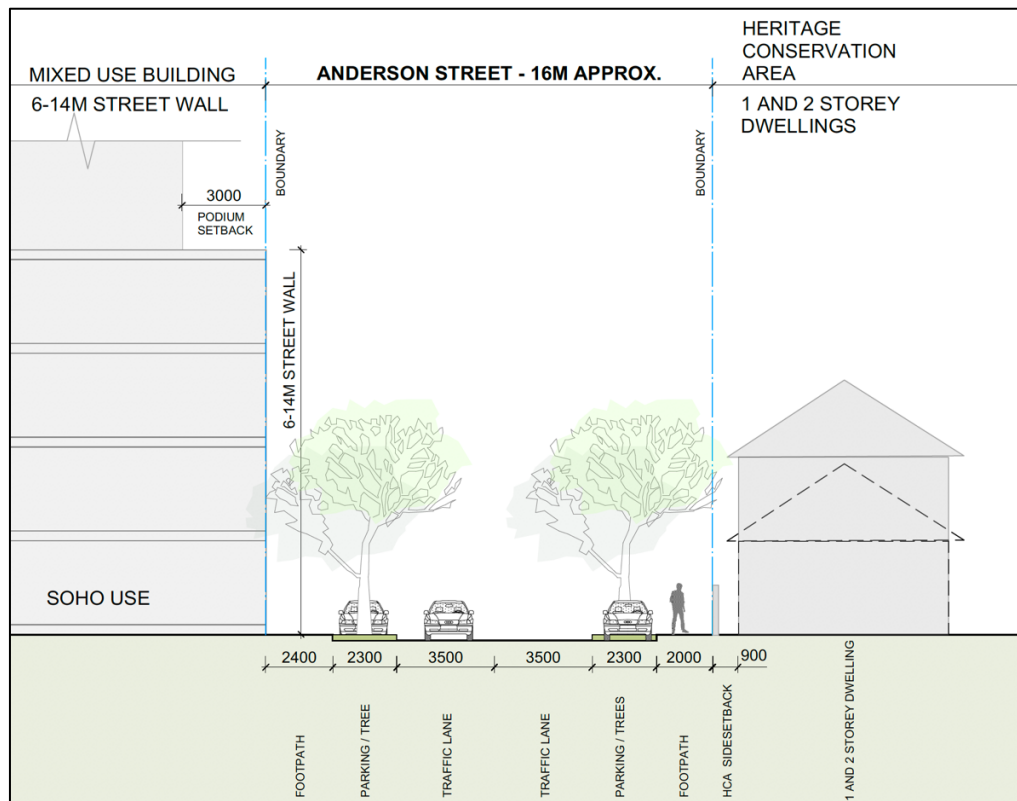 HERITAGE
CONSERVATION
AREA
MIXED USE BUILDING
ANDERSON STREET - 16M APPROX.
6-14M STREET WALL
1 AND 2 STOREY
DWELLINGS
BOUNDARY
BOUNDARY
3000
PODIUM
SETBACK
6-14M STREET WALL
SOHO USE
2400
2300
3500
3500
2300
2000
900
FOOTPATH
PARKING / TREE
TRAFFIC LANE
TRAFFIC LANE
PARKING / TREES
FOOTPATH
HCA SIDESETBACK
1 AND 2 STOREY DWELLING